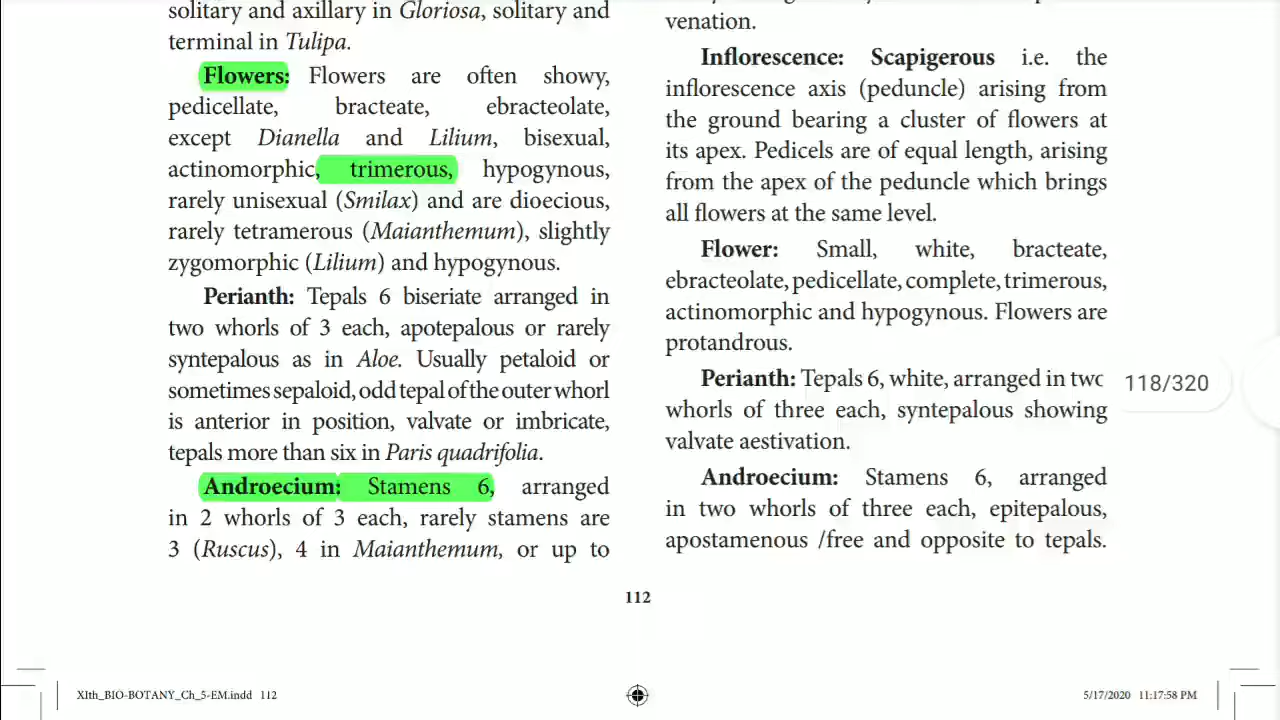 solitary and axillary in Gloriosa, solitary and
terminal in Tulipa.
Flowers: Flowers are often showy,
pedicellate, bracteate, ebracteolate,
except Dianella and Lilium, bisexual,
actinomorphic, trimerous, hypogynous,
rarely unisexual (Smilax) and are dioecious,
rarely tetramerous (Maianthemum), slightly
zygomorphic (Lilium) and hypogynous.
Perianth: Tepals 6 biseriate arranged in
two whorls of 3 each, apotepalous or rarely
syntepalous as in Aloe. Usually petaloid or
sometimes sepaloid, odd tepal of the outer whorl
is anterior in position, valvate or imbricate,
tepals more than six in Paris quadrifolia.
Androecium: Stamens 6, arranged
in 2 whorls of 3 each, rarely stamens are
3 (Ruscus), 4 in Maianthemum, or up to
venation.
Inflorescence: Scapigerous i.e. the
inflorescence axis (peduncle) arising from
the ground bearing a cluster of flowers at
its apex. Pedicels are of equal length, arising
from the apex of the peduncle which brings
all flowers at the same level.
Flower: Small, white, bracteate,
ebracteolate, pedicellate, complete, trimerous,
actinomorphic and hypogynous. Flowers are
protandrous.
Perianth: Tepals 6, white, arranged in two
whorls of three each, syntepalous showing
valvate aestivation.
Androecium: Stamens 6, arranged
in two whorls of three each, epitepalous,
apostamenous /free and opposite to tepals.
118/320
112
XIth_BIO-BOTANY_Ch_5-EM.indd 112
5/17/2020 11:17:58 PM